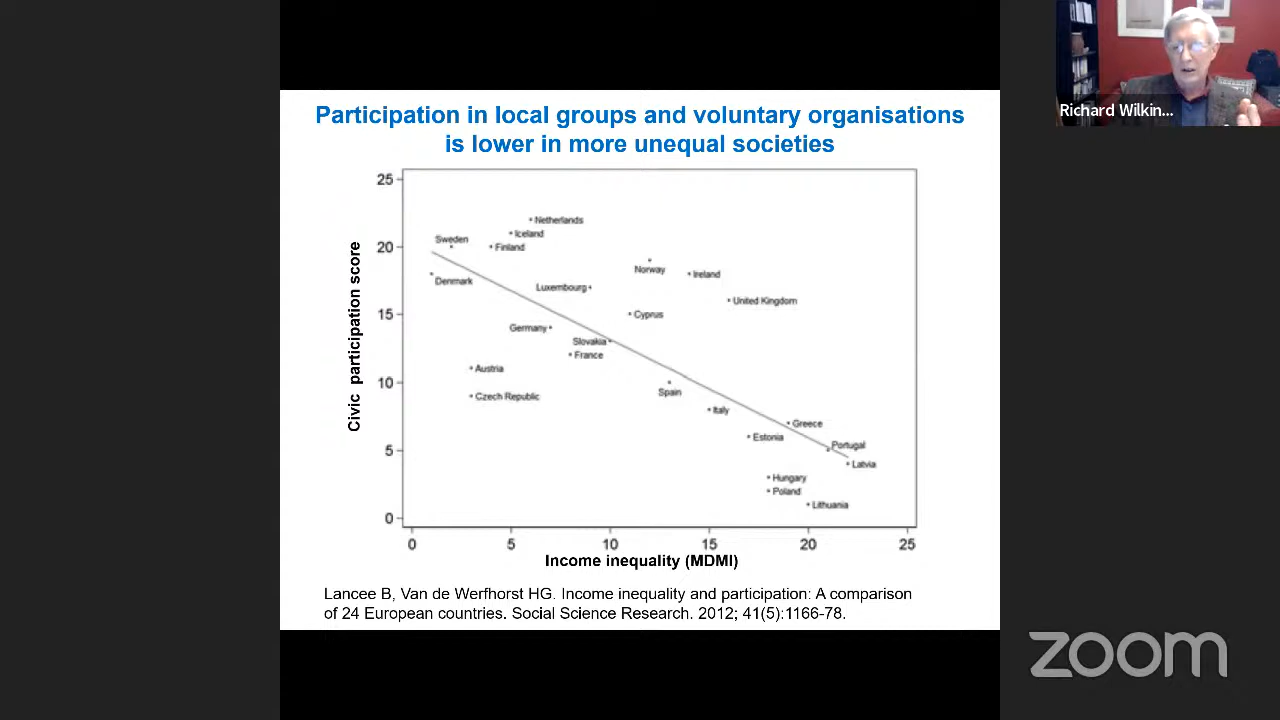 Participation in local groups and voluntary organisations
is lower in more unequal societies
Civic participation score
25
20
15
10
5
0
Netherlands
Iceland
Sweden
Finland
Norway
Ireland
Denmark
Luxembourg
United Kingdom
Cyprus
Germany
Slovakia
France
Austria
Spain
Czech Republic
Italy
Greece
Estonia
Portugal
Latvia
Hungary
Poland
Lithuania
0 5 10 15 20 25
Income inequality (MDMI)
Lancee B, Van de Werfhorst HG. Income inequality and participation: A comparison
of 24 European countries. Social Science Research. 2012; 41(5):1166-78.
Richard Wilkin...
zoom